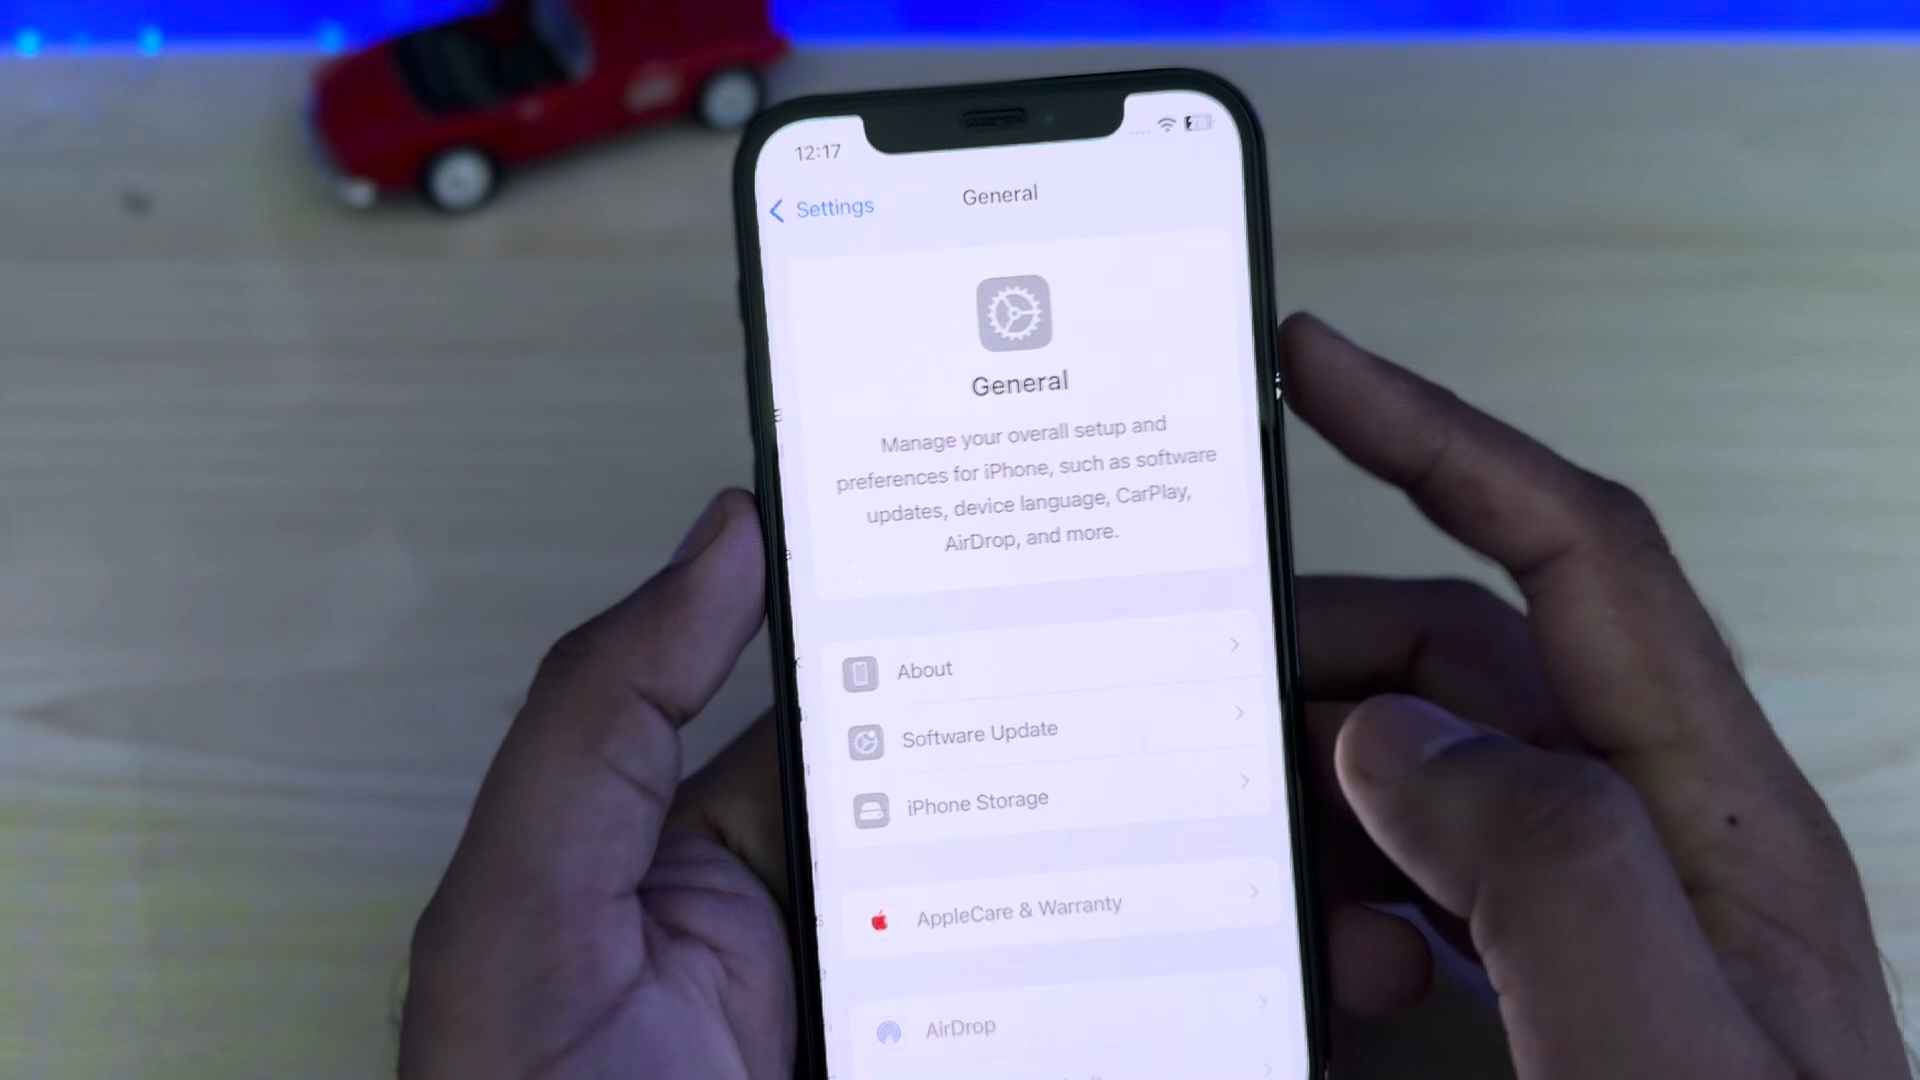 12:17
Settings
General
General
Manage your overall setup and
preferences for iPhone, such as software
updates, device language, CarPlay,
AirDrop, and more.
About
Software Update
iPhone Storage
AppleCare & Warranty
AirDrop